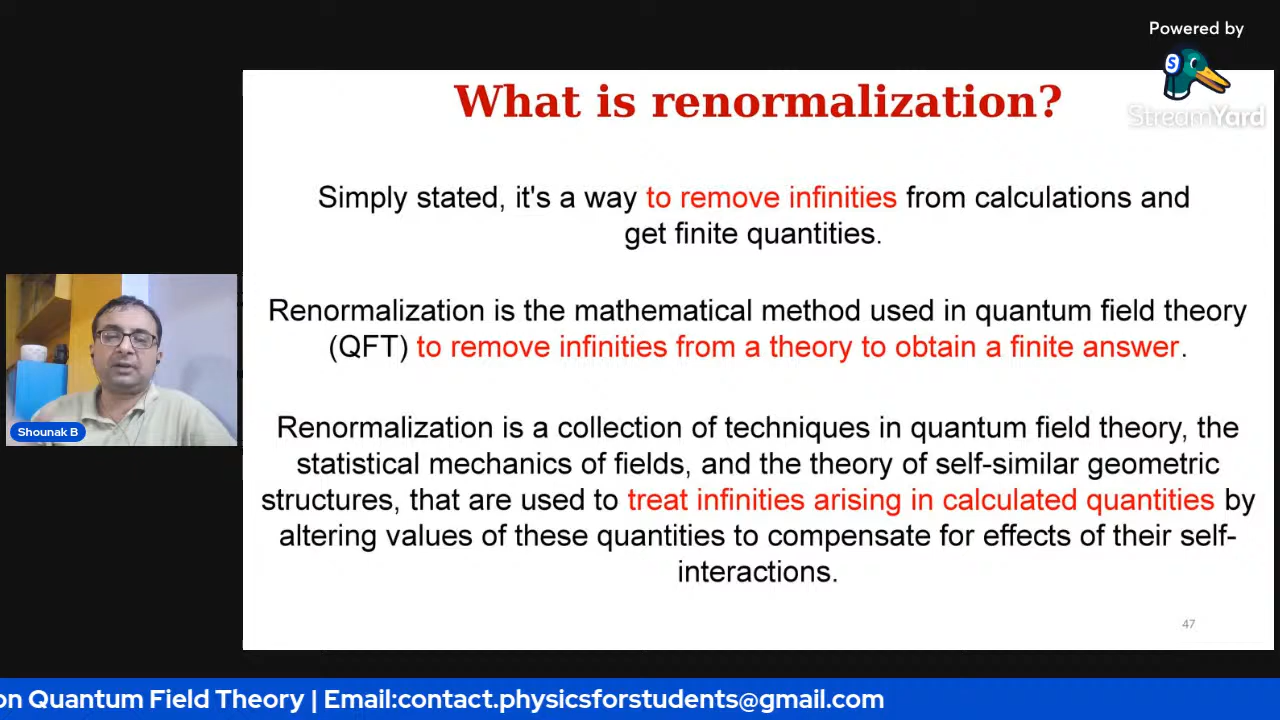 Powered by
S
StreamYard
What is renormalization?
Simply stated, it's a way to remove infinities from calculations and
get finite quantities.
Renormalization is the mathematical method used in quantum field theory
(QFT) to remove infinities from a theory to obtain a finite answer.
Renormalization is a collection of techniques in quantum field theory, the
statistical mechanics of fields, and the theory of self-similar geometric
structures, that are used to treat infinities arising in calculated quantities by
altering values of these quantities to compensate for effects of their self-
interactions.
47
Shounak B
on Quantum Field Theory | Email:contact.physicsforstudents@gmail.com